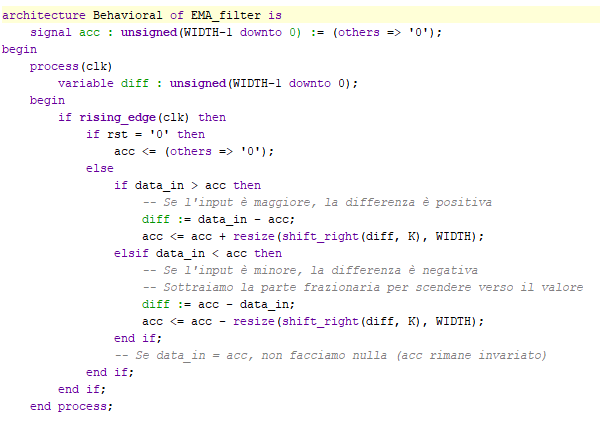 architecture Behavioral of EMA_filter is
signal acc : unsigned(WIDTH-1 downto 0) := (others => '0');
begin
process(clk)
variable diff : unsigned(WIDTH-1 downto 0);
begin
if rising_edge(clk) then
if rst = '0' then
acc <= (others => '0');
else
if data_in > acc then
-- Se l'input è maggiore, la differenza è positiva
diff := data_in - acc;
acc <= acc + resize(shift_right(diff, K), WIDTH);
elsif data_in < acc then
-- Se l'input è minore, la differenza è negativa
-- Sottraiamo la parte frazionaria per scendere verso il valore
diff := acc - data_in;
acc <= acc - resize(shift_right(diff, K), WIDTH);
end if;
-- Se data_in = acc, non facciamo nulla (acc rimane invariato)
end if;
end if;
end process;